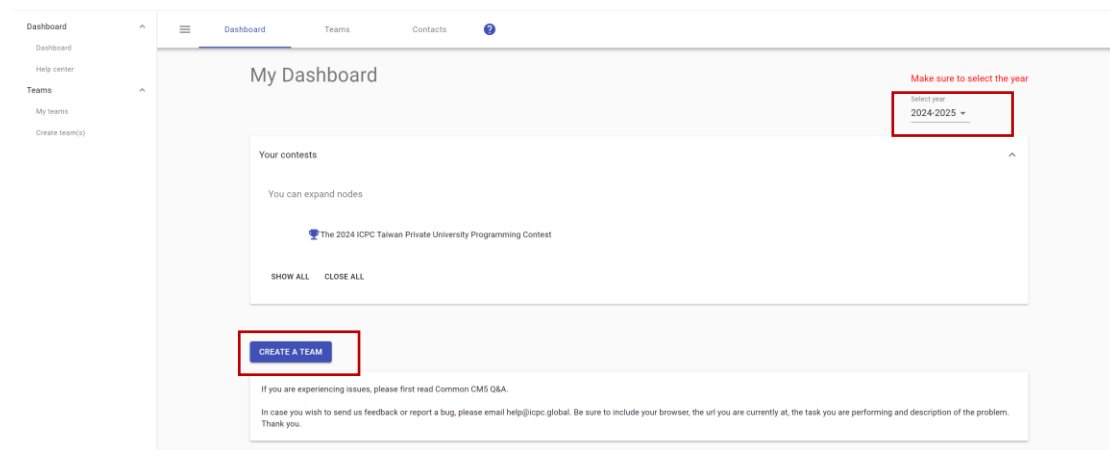 Dashboard
Dashboard
Help center
Teams
My teams
Create team(s)
Dashboard Teams Contacts ?
My Dashboard
Make sure to select the year
Select year
2024-2025
Your contests
You can expand nodes
The 2024 ICPC Taiwan Private University Programming Contest
SHOW ALL CLOSE ALL
CREATE A TEAM
If you are experiencing issues, please first read Common CM5 Q&A.
In case you wish to send us feedback or report a bug, please email help@icpc.global. Be sure to include your browser, the url you are currently at, the task you are performing and description of the problem.
Thank you.